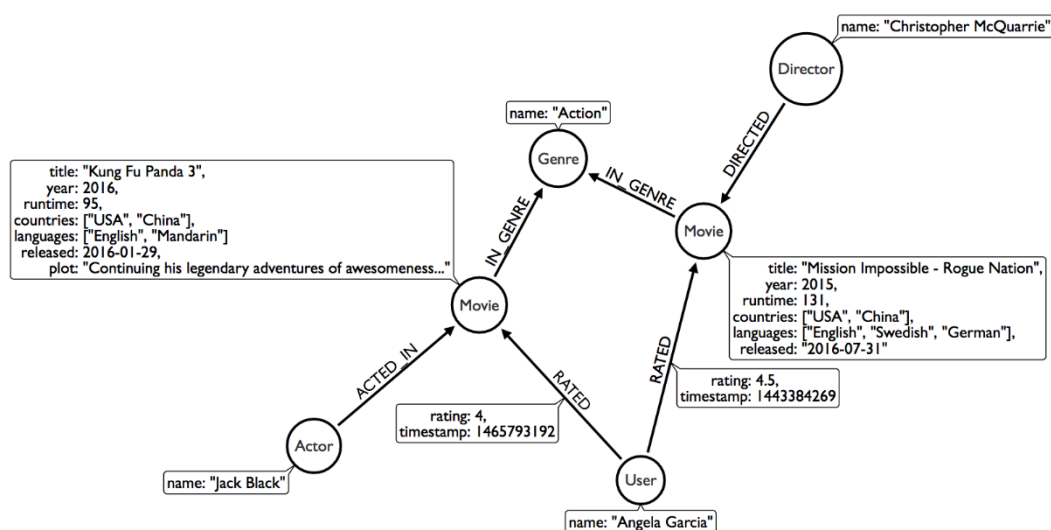 name: "Christopher McQuarrie"
Director
DIRECTED
name: "Action"
Genre
IN_GENRE
IN_GENRE
title: "Kung Fu Panda 3",
year: 2016,
runtime: 95,
countries: ["USA", "China"],
languages: ["English", "Mandarin"]
released: 2016-01-29,
plot: "Continuing his legendary adventures of awesomeness..."
Movie
Movie
title: "Mission Impossible - Rogue Nation",
year: 2015,
runtime: 131,
countries: ["USA", "China"],
languages: ["English", "Swedish", "German"],
released: "2016-07-31"
ACTED_IN
RATED
RATED
rating: 4.5,
timestamp: 1443384269
rating: 4,
timestamp: 1465793192
Actor
name: "Jack Black"
User
name: "Angela Garcia"